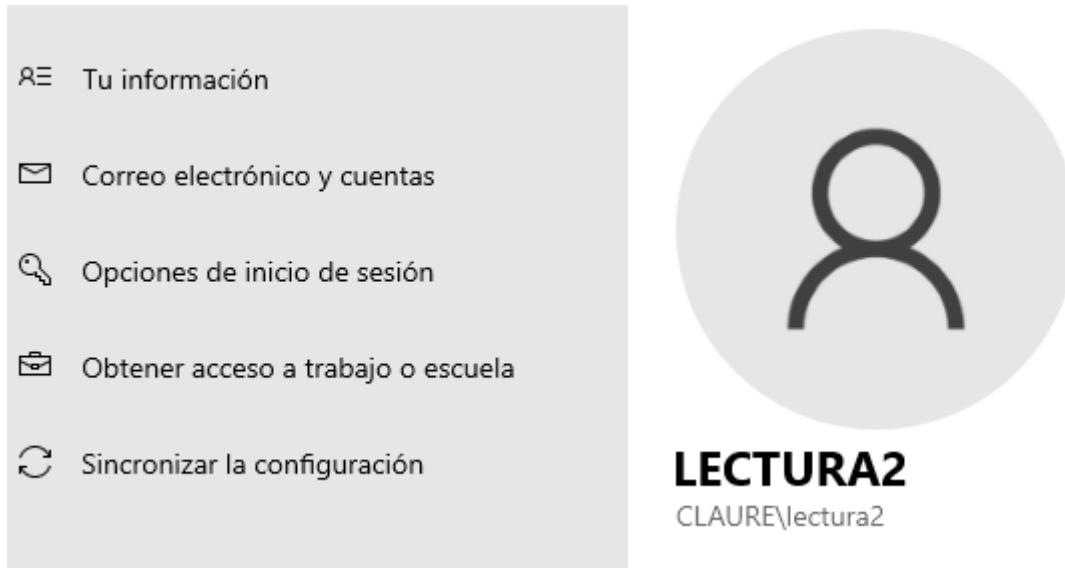 Tu información
Correo electrónico y cuentas
Opciones de inicio de sesión
Obtener acceso a trabajo o escuela
Sincronizar la configuración
LECTURA2
CLAURE\lectura2